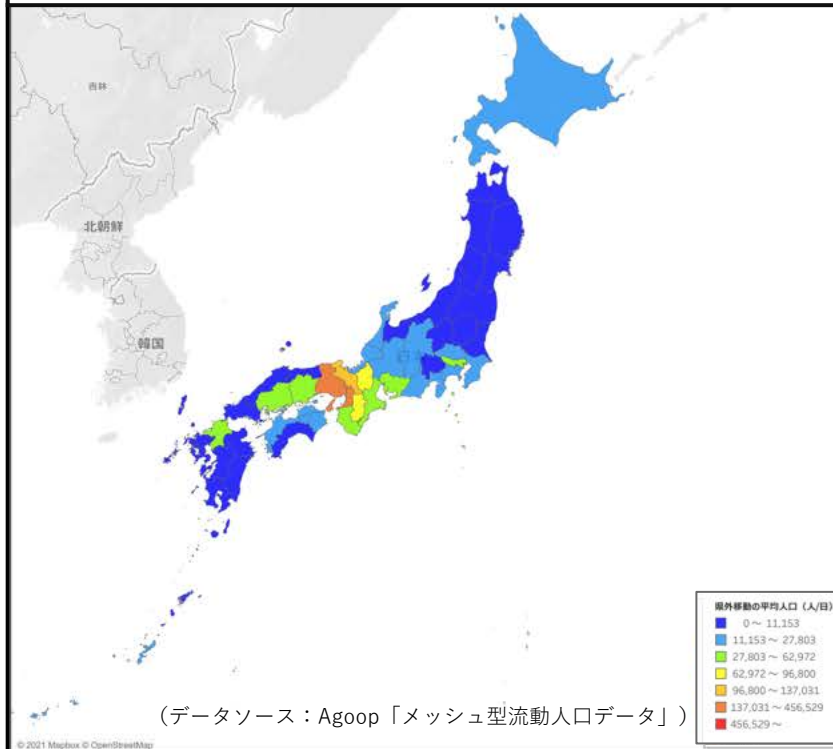 吉林
北朝鮮
韓国
日本
県外移動の平均人口（人/日）
0～ 11,153
11,153～ 27,803
27,803～ 62,972
62,972～ 96,800
96,800～ 137,031
137,031～ 456,529
456,529～
（データソース：Agoop「メッシュ型流動人口データ」）
© 2021 Mapbox © OpenStreetMap